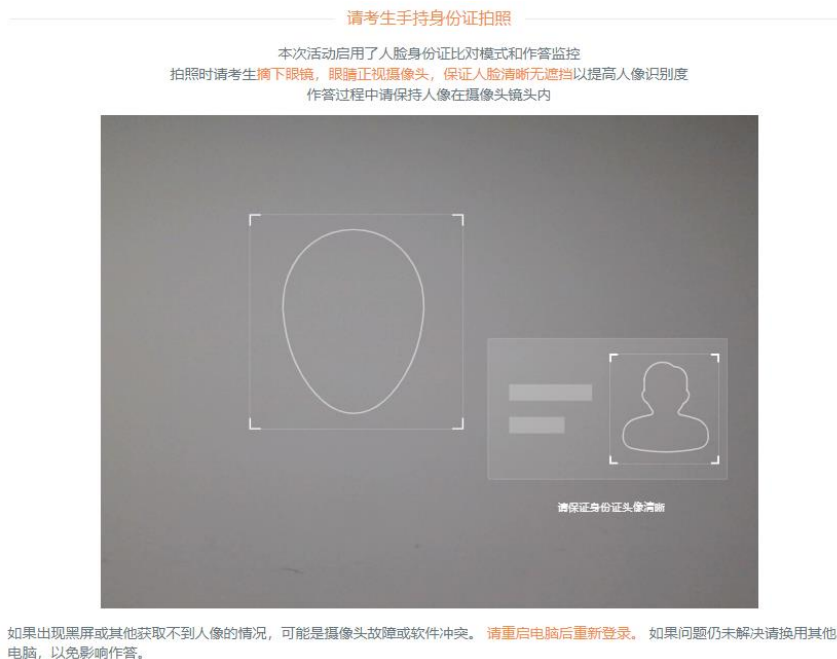 请考生手持身份证拍照
本次活动启用了人脸身份证比对模式和作答监控
拍照时请考生摘下眼镜，眼睛正视摄像头，保证人脸清晰无遮挡以提高人像识别度
作答过程中请保持人像在摄像头镜头内
请保证身份证头像清晰
如果出现黑屏或其他获取不到人像的情况，可能是摄像头故障或软件冲突。 请重启电脑后重新登录。 如果问题仍未解决请换用其他
电脑，以免影响作答。